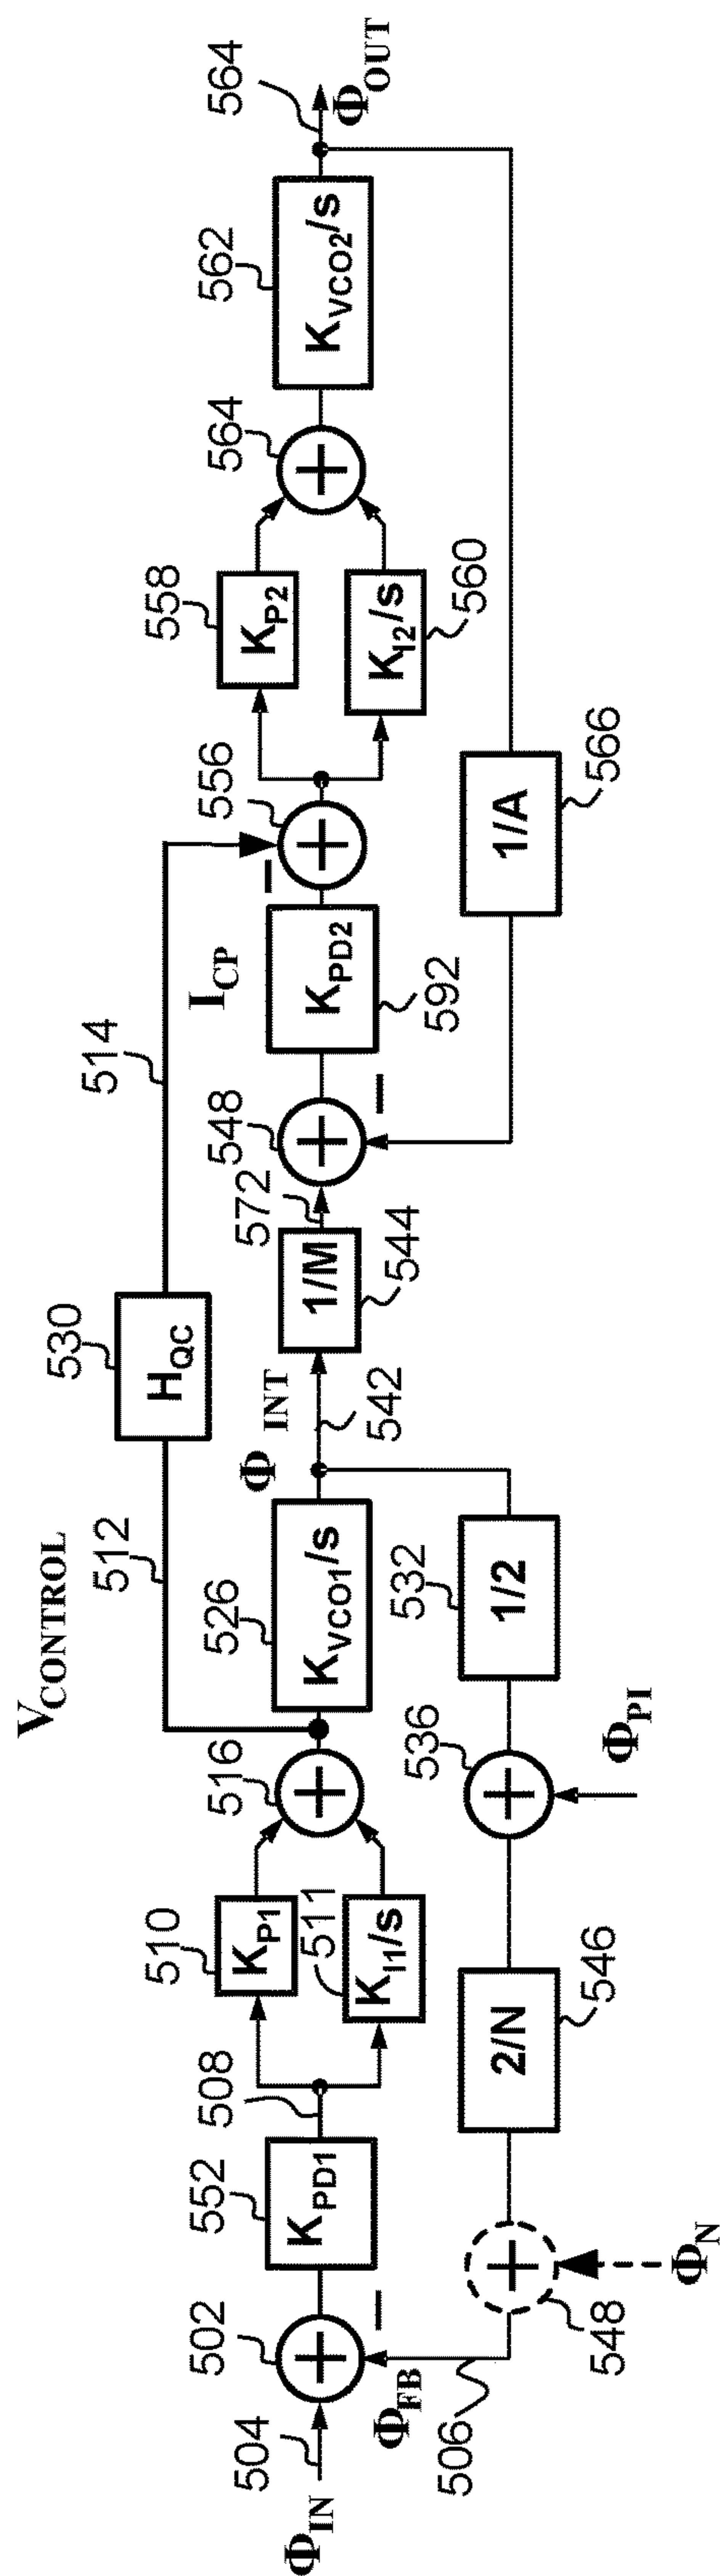 Φ_IN
504
502
Φ_FB
506
552
K_PD1
508
510
K_P1
511
K_I1/s
516
V_CONTROL
512
530
H_QC
514
526
K_VCO1/s
Φ_INT
542
1/M
544
572
548
I_CP
K_PD2
592
556
558
K_P2
K_I2/s
560
564
562
K_VCO2/s
564
Φ_OUT
1/A
566
532
1/2
536
Φ_PI
2/N
546
548
Φ_N
−
−
−
+
+
+
+
+
+
+